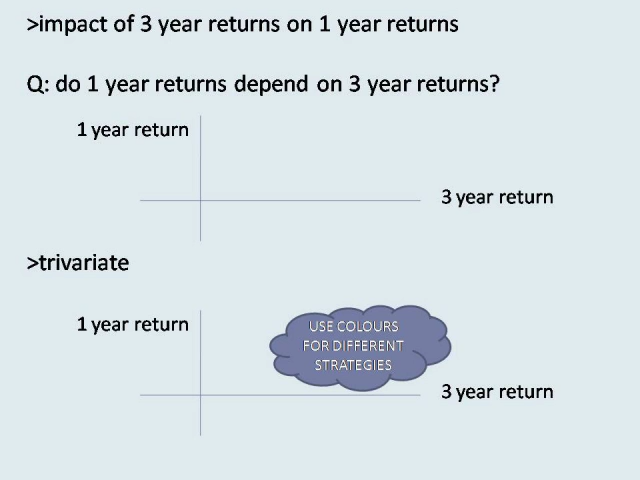 >impact of 3 year returns on 1 year returns
Q: do 1 year returns depend on 3 year returns?
1 year return
3 year return
>trivariate
1 year return
USE COLOURS
FOR DIFFERENT
STRATEGIES
3 year return